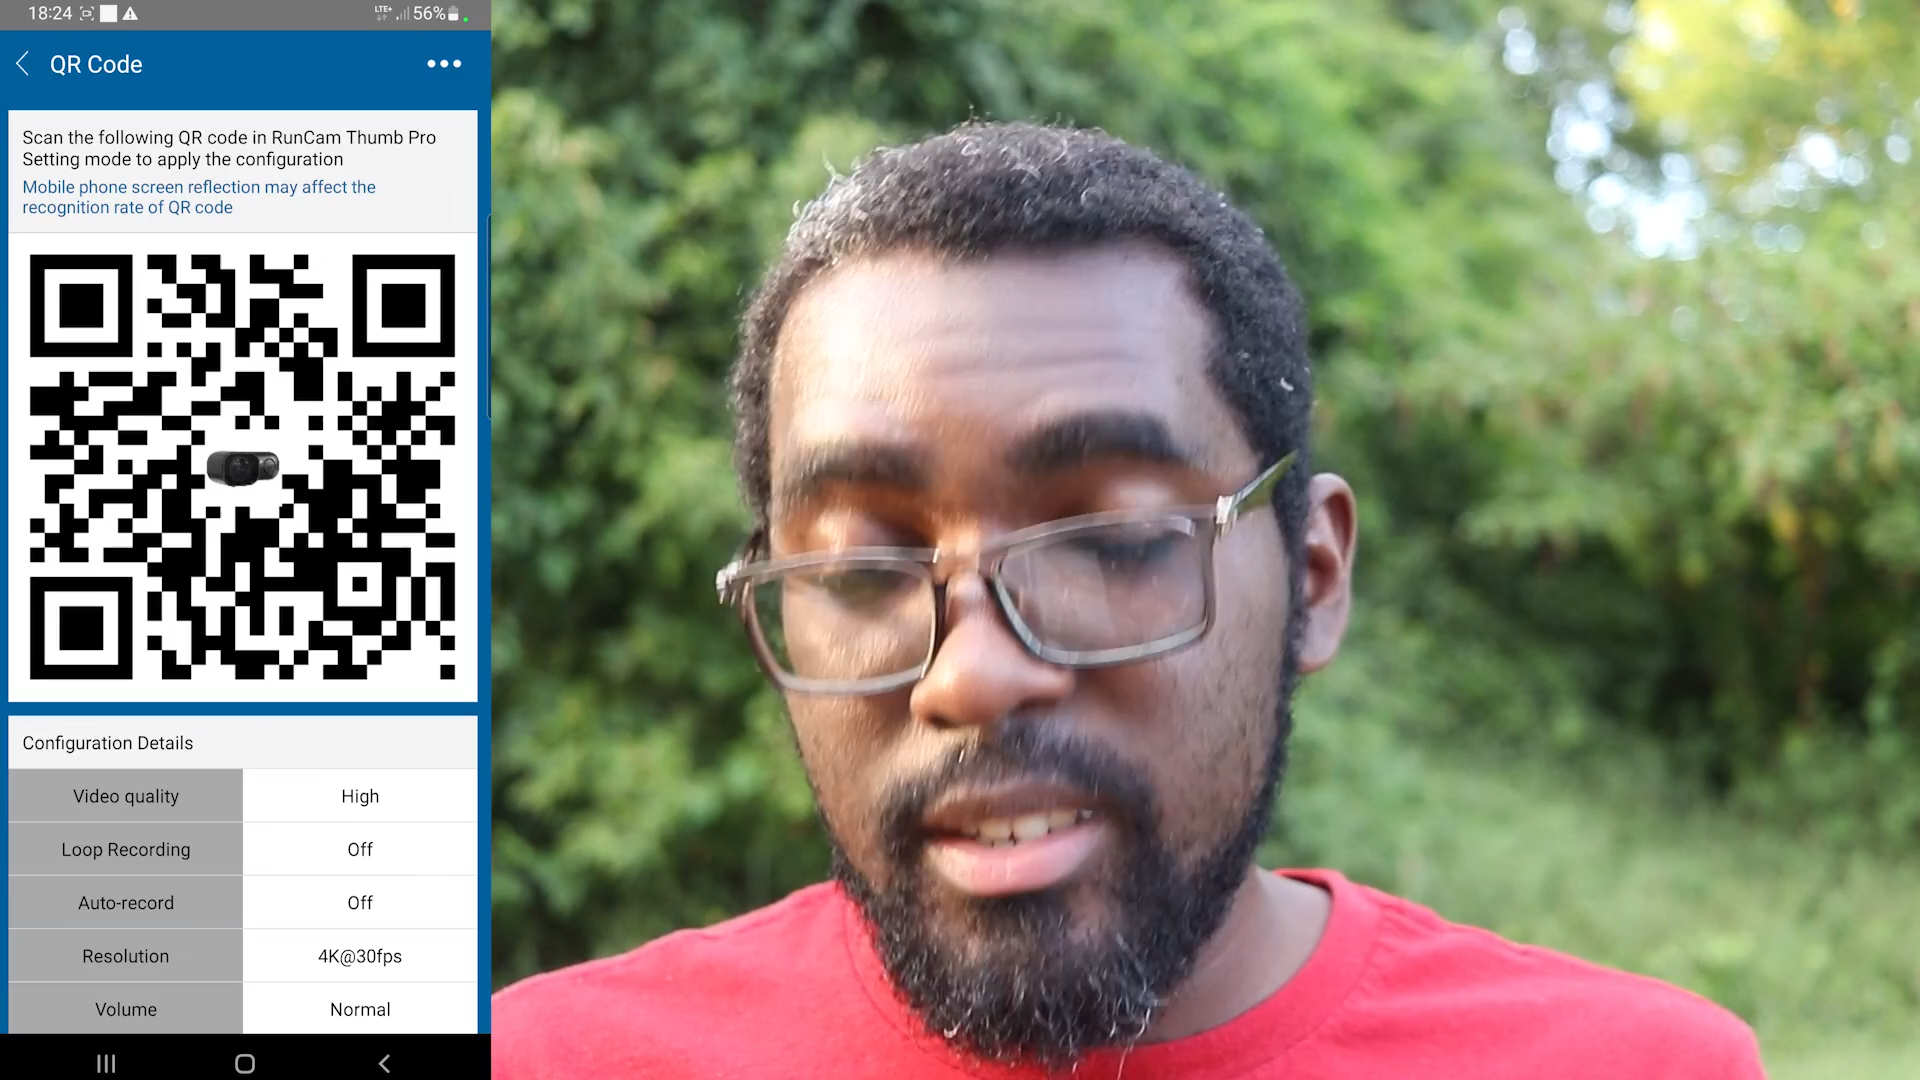 18:24 LTE+ 56%
QR Code
Scan the following QR code in RunCam Thumb Pro
Setting mode to apply the configuration
Mobile phone screen reflection may affect the
recognition rate of QR code
Configuration Details
Video quality High
Loop Recording Off
Auto-record Off
Resolution 4K@30fps
Volume Normal